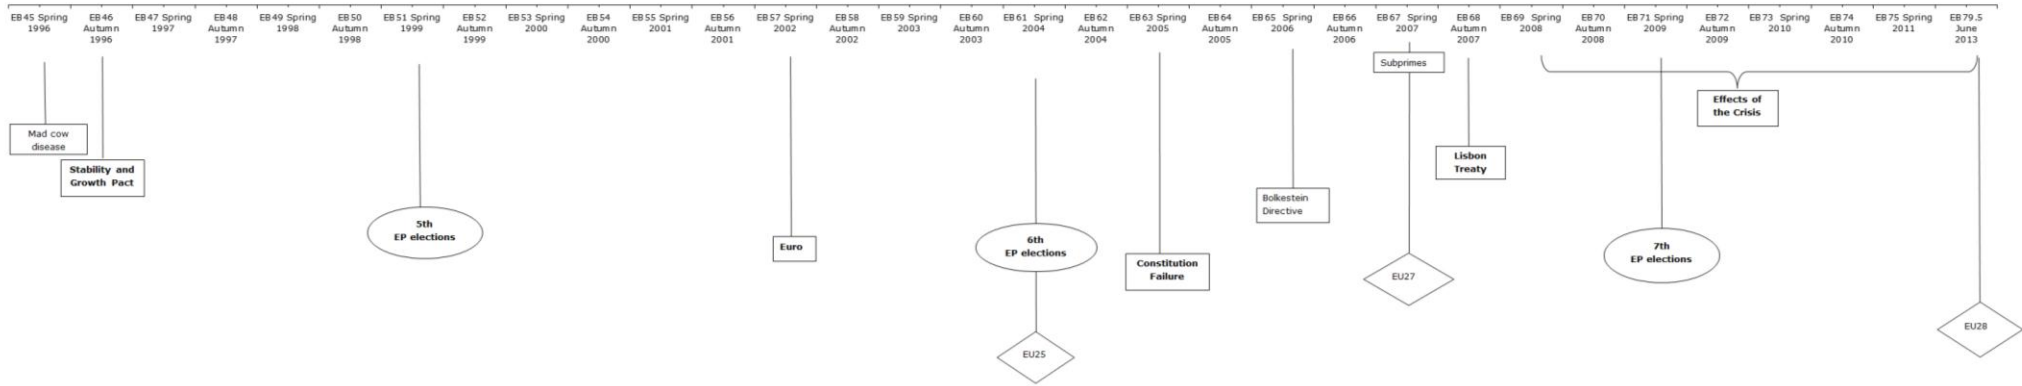 EB45 Spring
1996
EB46
Autumn
1996
EB47 Spring
1997
EB48
Autumn
1997
EB49 Spring
1998
EB50
Autumn
1998
EB51 Spring
1999
EB52
Autumn
1999
EB53 Spring
2000
EB54
Autumn
2000
EB55 Spring
2001
EB56
Autumn
2001
EB57 Spring
2002
EB58
Autumn
2002
EB59 Spring
2003
EB60
Autumn
2003
EB61 Spring
2004
EB62
Autumn
2004
EB63 Spring
2005
EB64
Autumn
2005
EB65 Spring
2006
EB66
Autumn
2006
EB67 Spring
2007
EB68
Autumn
2007
EB69 Spring
2008
EB70
Autumn
2008
EB71 Spring
2009
EB72
Autumn
2009
EB73 Spring
2010
EB74
Autumn
2010
EB75 Spring
2011
EB79.5
June
2013
Mad cow
disease
Stability and
Growth Pact
5th
EP elections
Euro
6th
EP elections
EU25
Constitution
Failure
Bolkestein
Directive
Subprimes
EU27
Lisbon
Treaty
7th
EP elections
Effects of
the Crisis
EU28